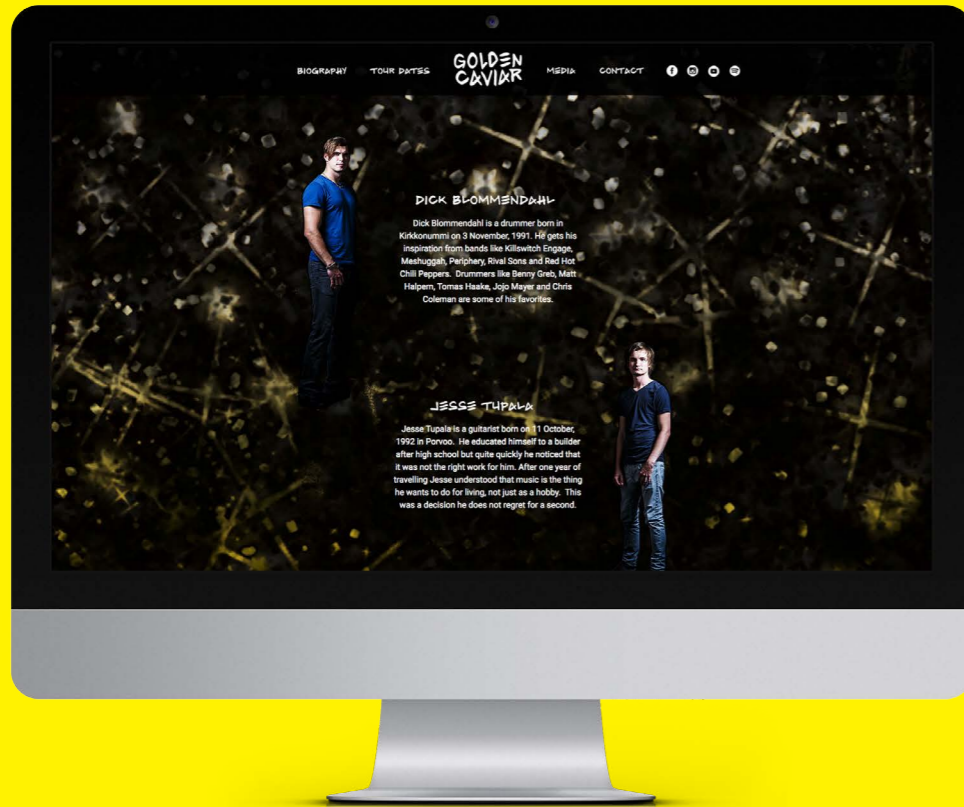 BIOGRAPHY
TOUR DATES
GOLDEN
CAVIAR
MEDIA
CONTACT
DICK BLOMMENDAHL
Dick Blommendahl is a drummer born in
Kirkkonummi on 3 November, 1991. He gets his
inspiration from bands like Killswitch Engage,
Meshuggah, Periphery, Rival Sons and Red Hot
Chili Peppers. Drummers like Benny Greb, Matt
Halpern, Tomas Haake, Jojo Mayer and Chris
Coleman are some of his favorites.
JESSE TUPALA
Jesse Tupala is a guitarist born on 11 October,
1992 in Porvoo. He educated himself to a builder
after high school but quite quickly he noticed that
it was not the right work for him. After one year of
travelling Jesse understood that music is the thing
he wants to do for living, not just as a hobby. This
was a decision he does not regret for a second.